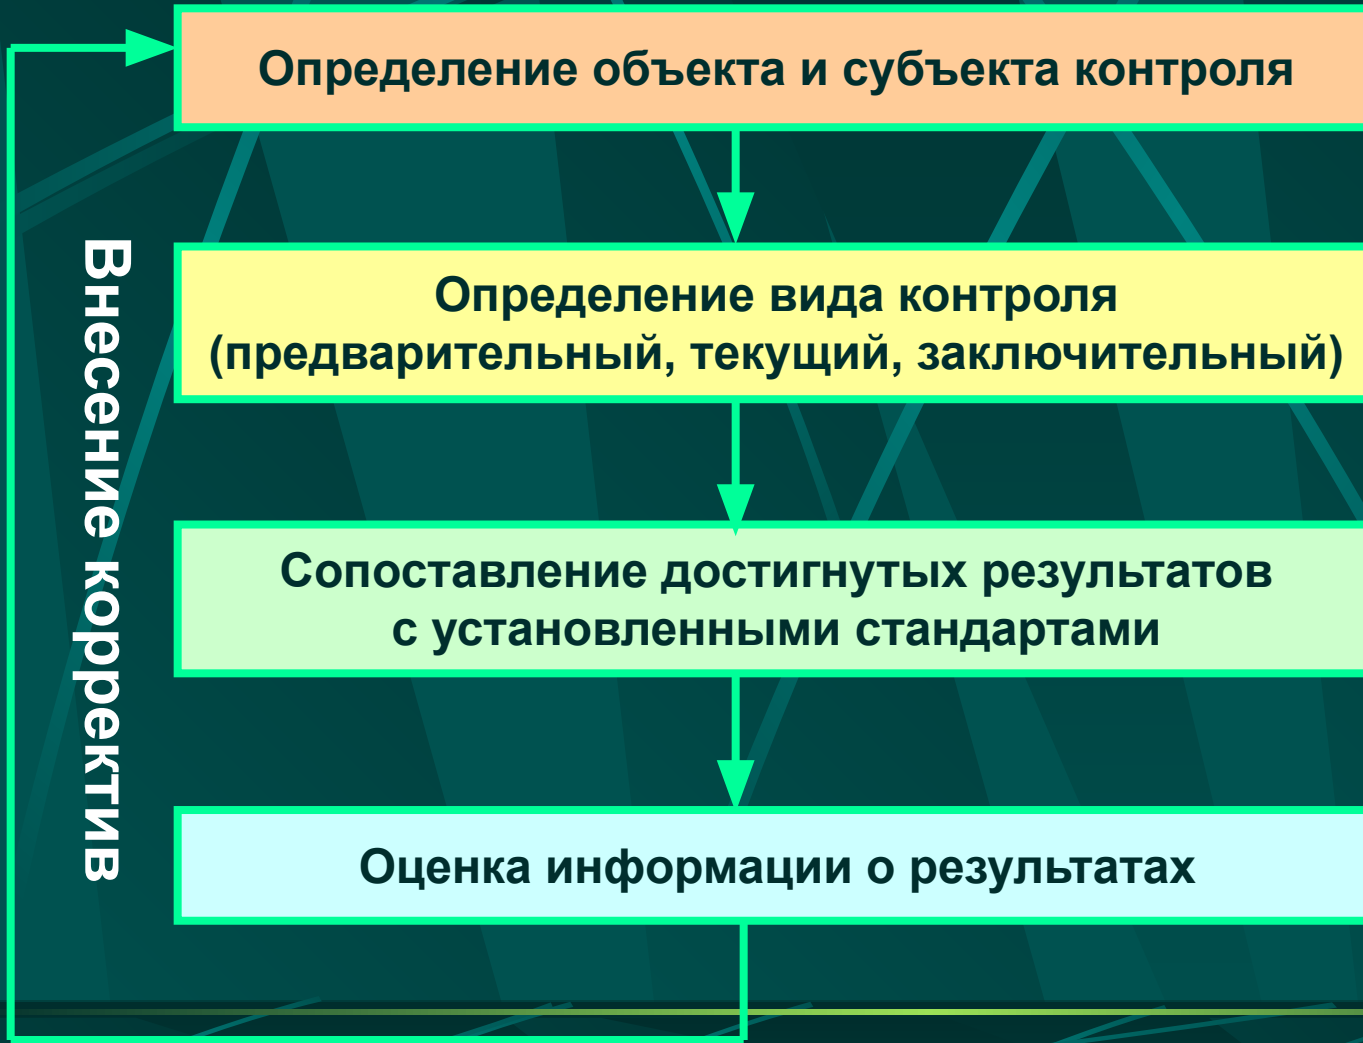 Определение объекта и субъекта контроля
Определение вида контроля
(предварительный, текущий, заключительный)
Сопоставление достигнутых результатов
с установленными стандартами
Оценка информации о результатах
Внесение корректив